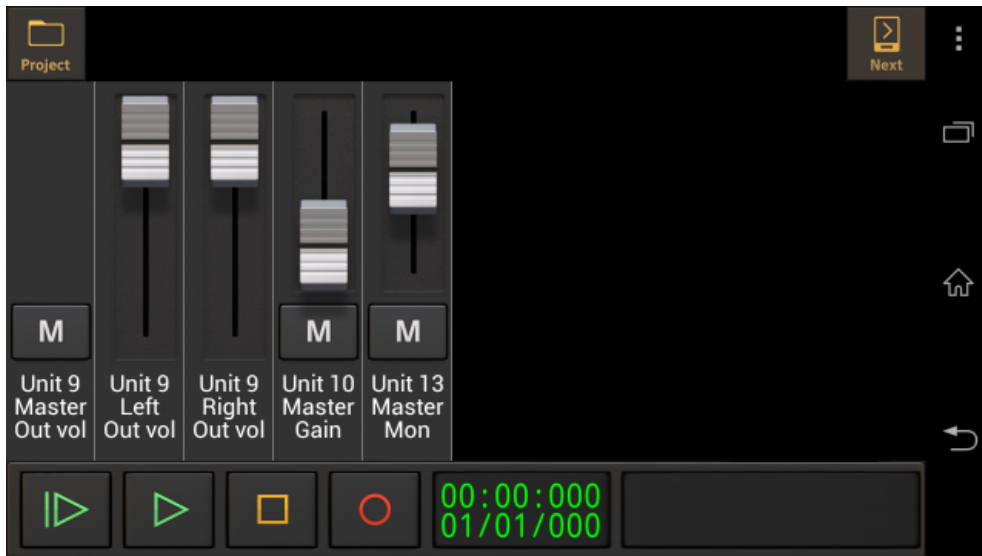 Project
Next
M
M
M
Unit 9
Master
Out vol
Unit 9
Left
Out vol
Unit 9
Right
Out vol
Unit 10
Master
Gain
Unit 13
Master
Mon
00:00:000
01/01/000